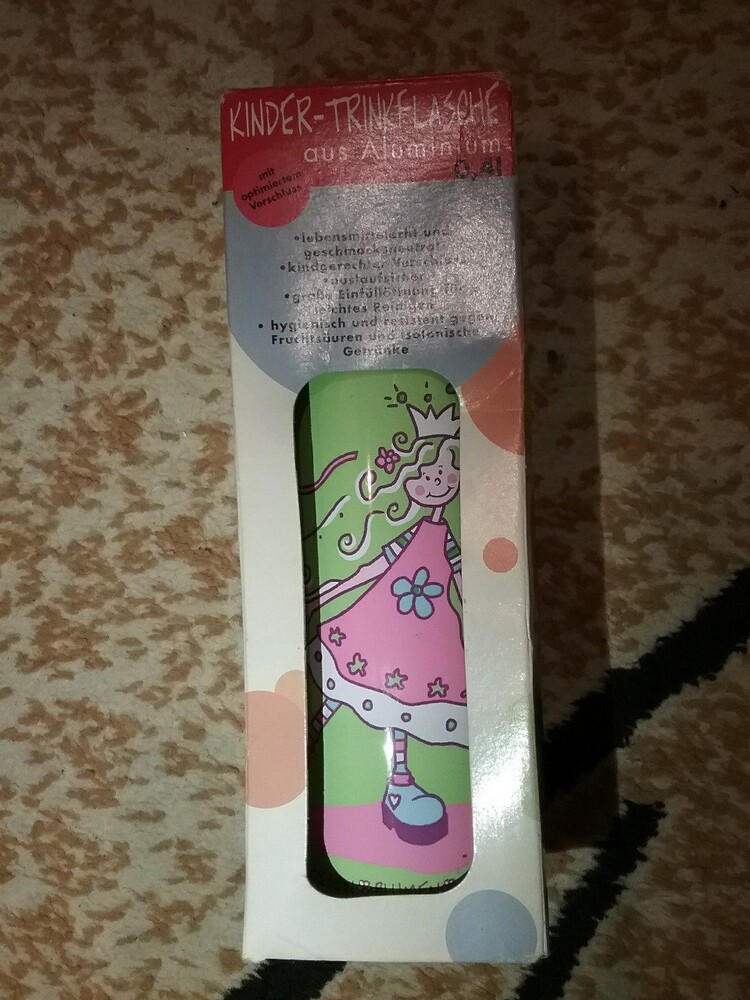 KINDER-TRINKFLASCHE
aus Aluminium
0,4l
mit
optimiertem
Verschluss
•lebensmittelecht und
geschmacksneutral
•kindgerechter Verschluss
•auslaufsicher
•große Einfüllöffnung für
leichtes Reinigen
• hygienisch und resistent gegen
Fruchtsäuren und isotonische
Getränke